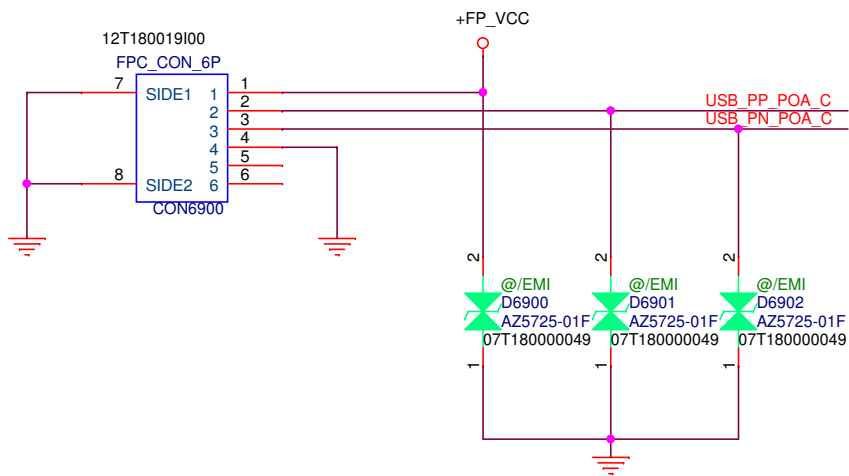 +FP_VCC
12T180019I00
FPC_CON_6P
7 SIDE1 1 1
2 2
3 3
4 4
5 5
8 SIDE2 6 6
CON6900
USB_PP_POA_C
USB_PN_POA_C
2 2 2
@/EMI @/EMI @/EMI
D6900 D6901 D6902
AZ5725-01F AZ5725-01F AZ5725-01F
07T180000049 07T180000049 07T180000049
1 1 1